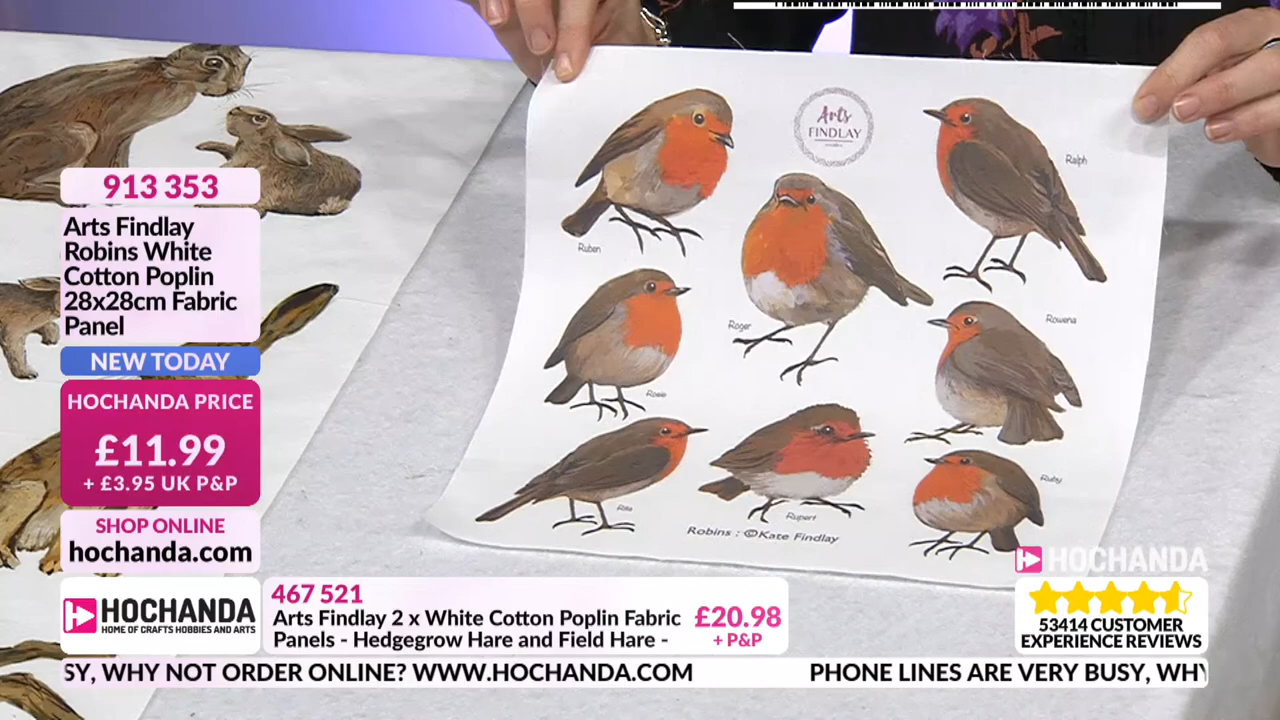 913 353
Arts Findlay
Robins White
Cotton Poplin
28x28cm Fabric
Panel
NEW TODAY
HOCHANDA PRICE
£11.99
+ £3.95 UK P&P
SHOP ONLINE
hochanda.com
Arts
FINDLAY
Ruben
Ralph
Roger
Rowena
Rosie
Rita
Rupert
Ruby
Robins : ©Kate Findlay
HOCHANDA
HOCHANDA
HOME OF CRAFTS HOBBIES AND ARTS
467 521
Arts Findlay 2 x White Cotton Poplin Fabric
Panels - Hedgegrow Hare and Field Hare -
£20.98
+ P&P
53414 CUSTOMER
EXPERIENCE REVIEWS
SY, WHY NOT ORDER ONLINE? WWW.HOCHANDA.COM PHONE LINES ARE VERY BUSY, WHY